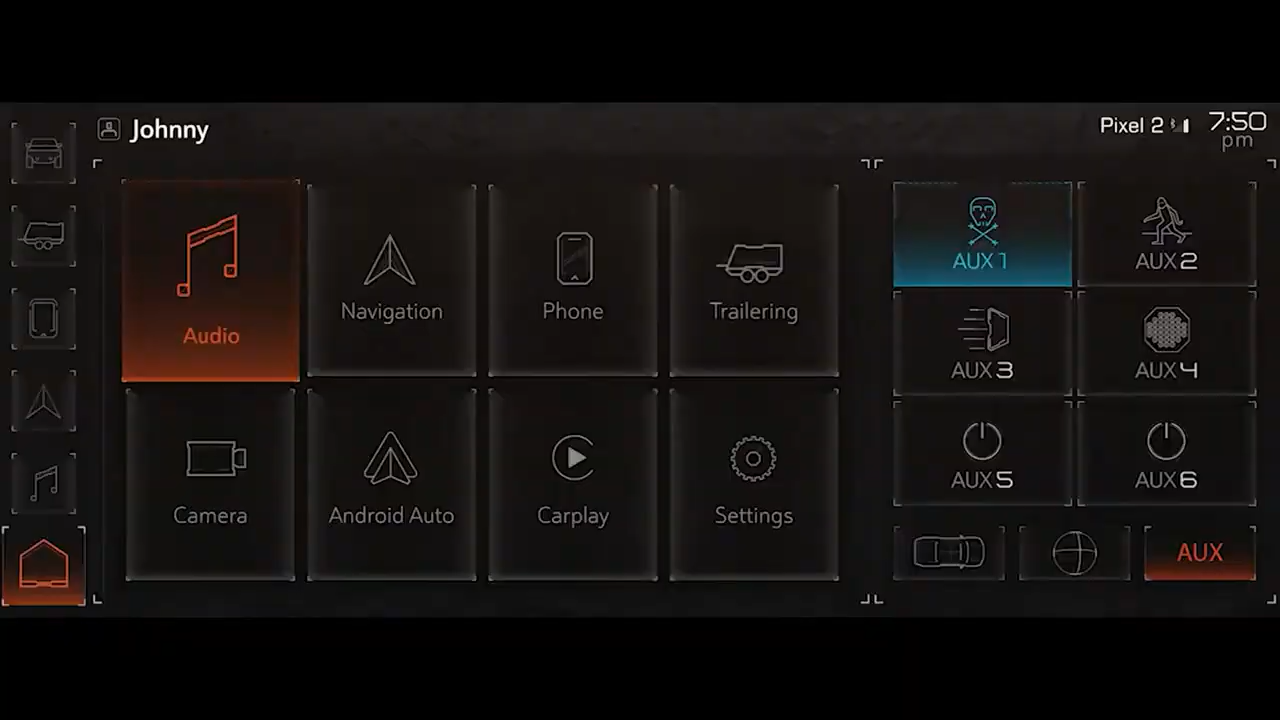 Johnny
Pixel 2
7:50
pm
Audio
Navigation
Phone
Trailering
Camera
Android Auto
Carplay
Settings
AUX 1
AUX 2
AUX 3
AUX 4
AUX 5
AUX 6
AUX